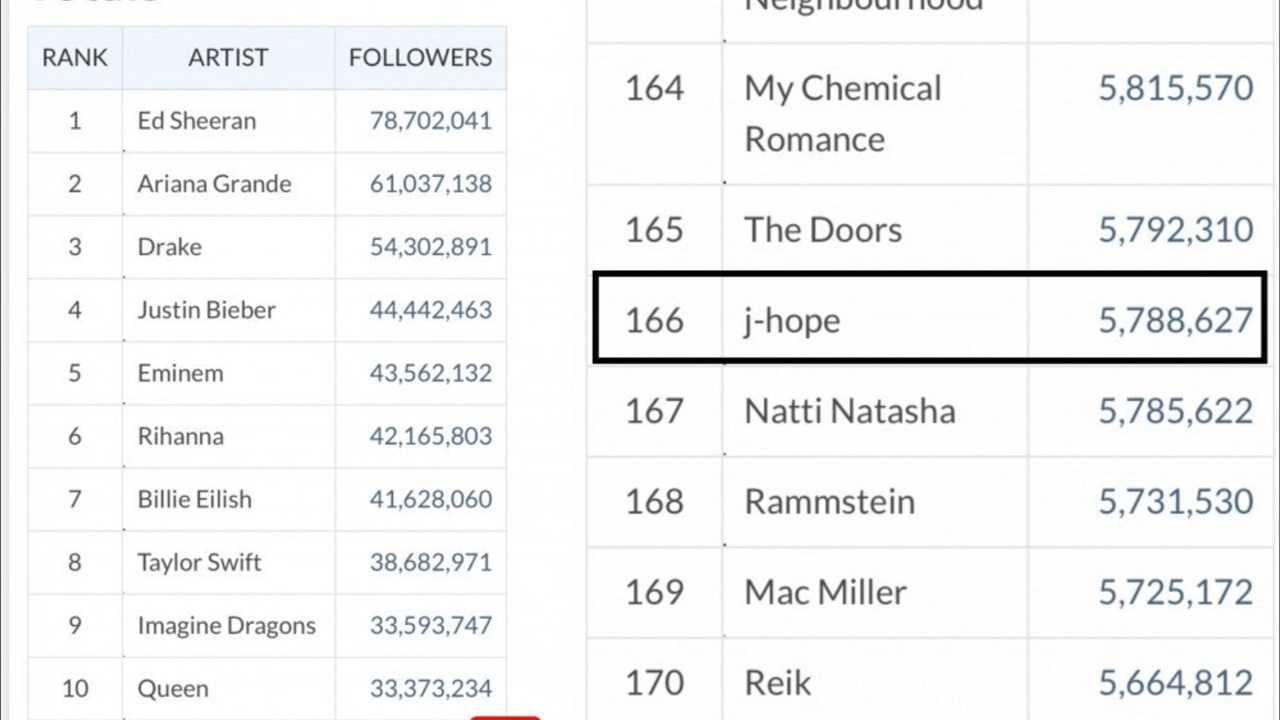 RANK ARTIST FOLLOWERS
1 Ed Sheeran 78,702,041
2 Ariana Grande 61,037,138
3 Drake 54,302,891
4 Justin Bieber 44,442,463
5 Eminem 43,562,132
6 Rihanna 42,165,803
7 Billie Eilish 41,628,060
8 Taylor Swift 38,682,971
9 Imagine Dragons 33,593,747
10 Queen 33,373,234
Neighbourhood
164 My Chemical 5,815,570
Romance
165 The Doors 5,792,310
166 j-hope 5,788,627
167 Natti Natasha 5,785,622
168 Rammstein 5,731,530
169 Mac Miller 5,725,172
170 Reik 5,664,812